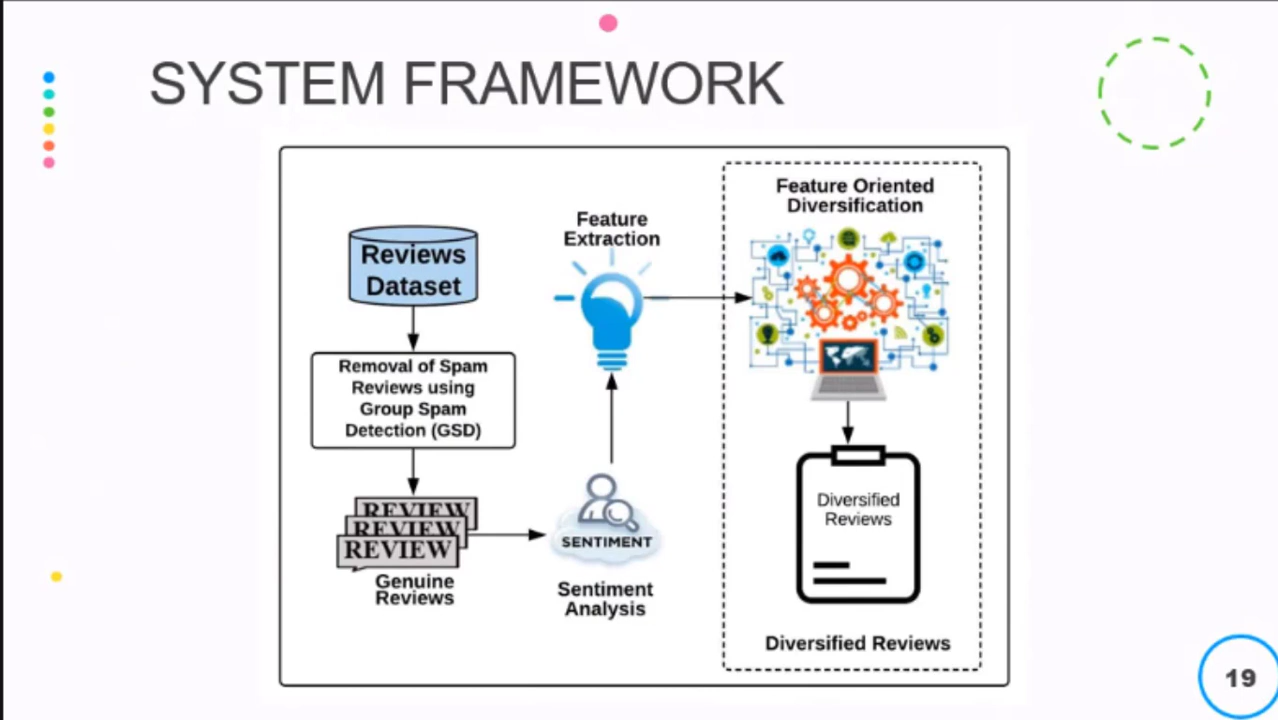 SYSTEM FRAMEWORK
Reviews
Dataset
Removal of Spam
Reviews using
Group Spam
Detection (GSD)
REVIEW
REVIEW
REVIEW
Genuine
Reviews
SENTIMENT
Sentiment
Analysis
Feature
Extraction
Feature Oriented
Diversification
Diversified
Reviews
Diversified Reviews
19